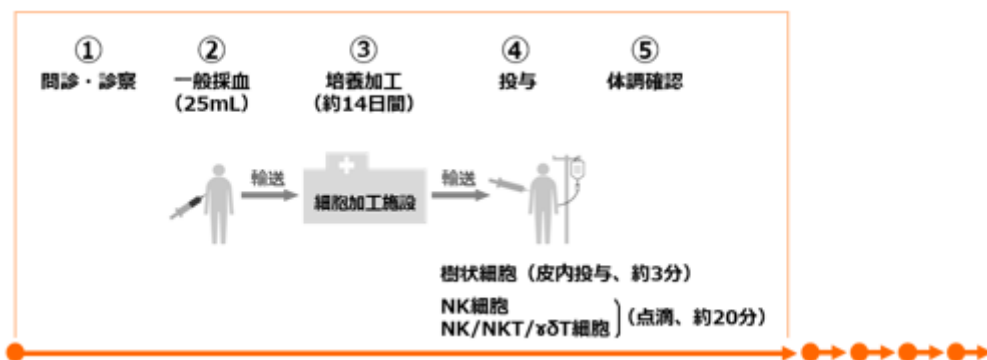 ① ② ③ ④ ⑤
問診・診察 一般採血 培養加工 投与 体調確認
（25mL） （約14日間）
輸送 輸送
細胞加工施設
樹状細胞（皮内投与、約3分）
NK細胞
NK/NKT/γδT細胞 （点滴、約20分）